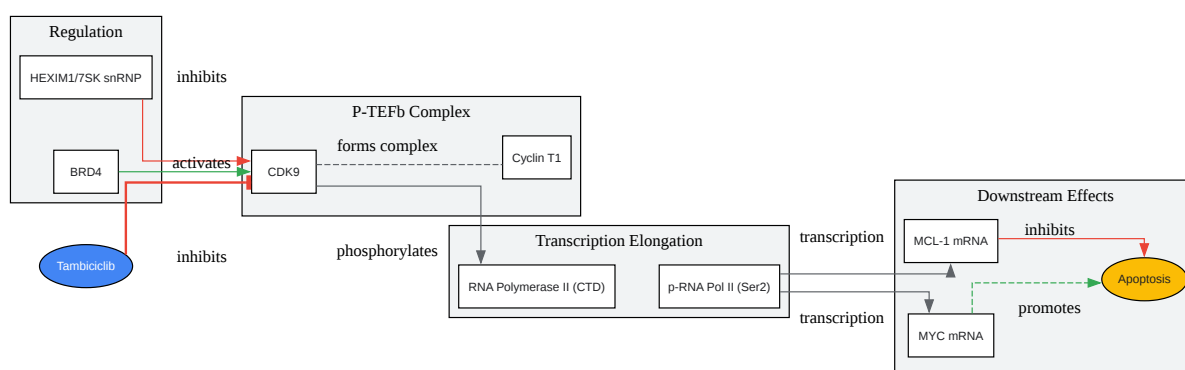 Regulation
HEXIM1/7SK snRNP
inhibits
BRD4
activates
Tambiciclib
inhibits
P-TEFb Complex
forms complex
CDK9
Cyclin T1
phosphorylates
Transcription Elongation
RNA Polymerase II (CTD)
p-RNA Pol II (Ser2)
transcription
transcription
Downstream Effects
MCL-1 mRNA
inhibits
Apoptosis
promotes
MYC mRNA